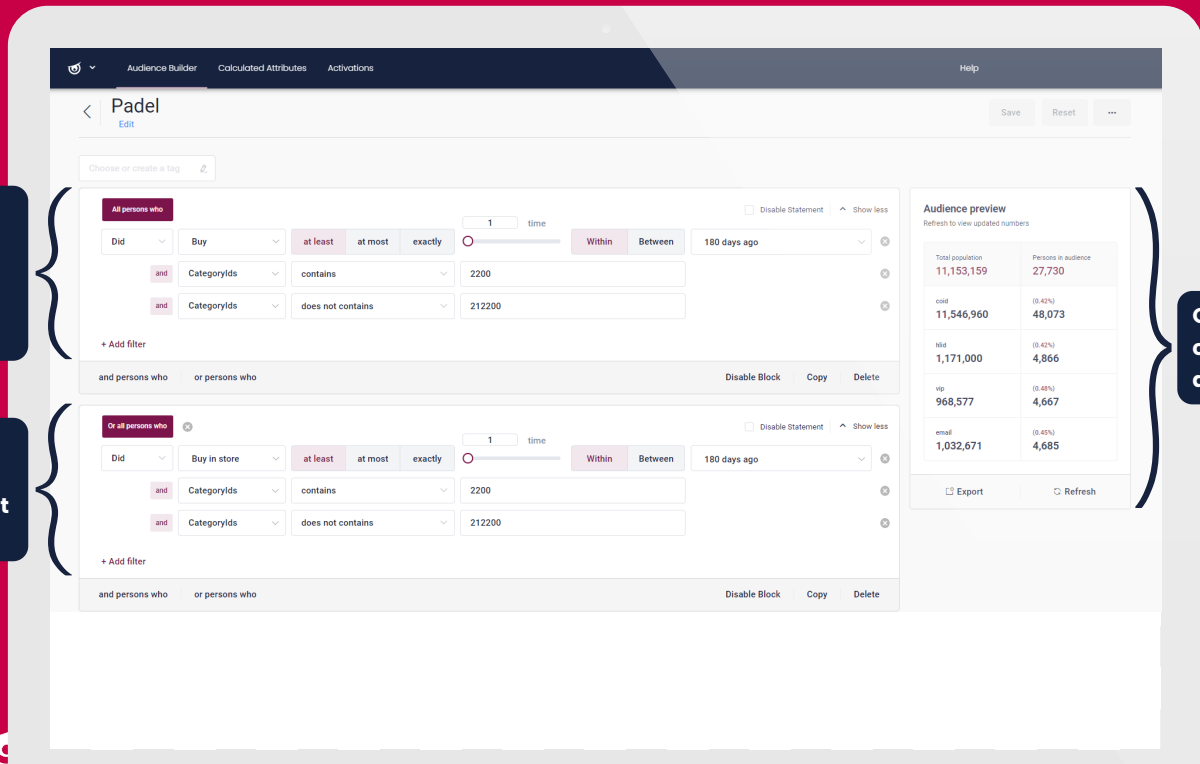 Audience Builder Calculated Attributes Activations Help
Padel
Edit
Save Reset ...
Choose or create a tag
All persons who
Disable Statement Show less
1 time
Did Buy at least at most exactly Within Between 180 days ago
and CategoryIds contains 2200
and CategoryIds does not contains 212200
+ Add filter
and persons who or persons who Disable Block Copy Delete
Or all persons who
Disable Statement Show less
1 time
Did Buy in store at least at most exactly Within Between 180 days ago
and CategoryIds contains 2200
and CategoryIds does not contains 212200
+ Add filter
and persons who or persons who Disable Block Copy Delete
Audience preview
Refresh to view updated numbers
Total population Persons in audience
11,153,159 27,730
coid (0.42%)
11,546,960 48,073
hlid (0.42%)
1,171,000 4,866
vip (0.48%)
968,577 4,667
email (0.45%)
1,032,671 4,685
Export Refresh
t